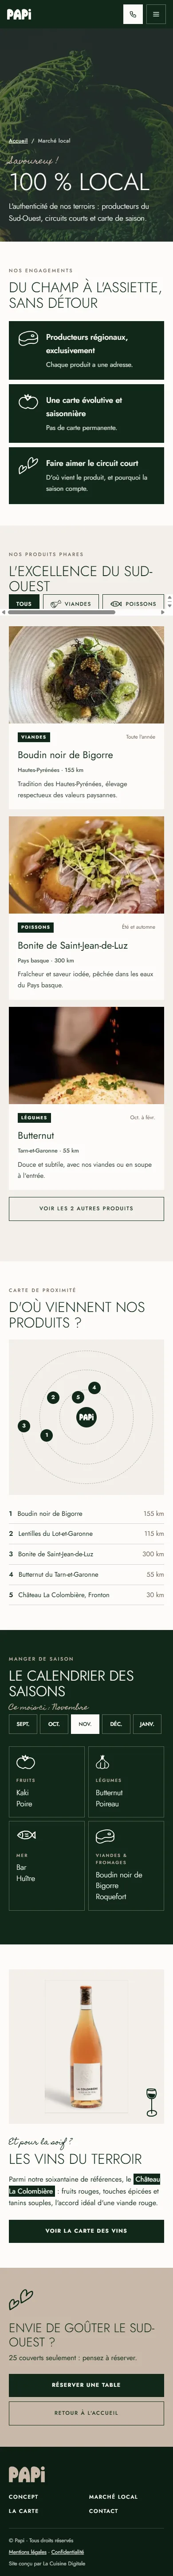 PAPi
Accueil / Marché local
Savoureux !
100 % LOCAL
L'authenticité de nos terroirs : producteurs du
Sud-Ouest, circuits courts et carte de saison.
NOS ENGAGEMENTS
DU CHAMP À L'ASSIETTE,
SANS DÉTOUR
Producteurs régionaux,
exclusivement
Chaque produit a une adresse.
Une carte évolutive et
saisonnière
Pas de carte permanente.
Faire aimer le circuit court
D'où vient le produit, et pourquoi la
saison compte.
NOS PRODUITS PHARES
L'EXCELLENCE DU SUD-
OUEST
TOUS VIANDES POISSONS
VIANDES Toute l'année
Boudin noir de Bigorre
Hautes-Pyrénées · 155 km
Tradition des Hautes-Pyrénées, élevage
respectueux des valeurs paysannes.
POISSONS Été et automne
Bonite de Saint-Jean-de-Luz
Pays basque · 300 km
Fraîcheur et saveur iodée, pêchée dans les eaux
du Pays basque.
LÉGUMES Oct. à févr.
Butternut
Tarn-et-Garonne · 55 km
Douce et subtile, avec nos viandes ou en soupe
à l'entrée.
VOIR LES 2 AUTRES PRODUITS
CARTE DE PROXIMITÉ
D'OÙ VIENNENT NOS
PRODUITS ?
4
2 5
PAPi
3
1
1 Boudin noir de Bigorre 155 km
2 Lentilles du Lot-et-Garonne 115 km
3 Bonite de Saint-Jean-de-Luz 300 km
4 Butternut du Tarn-et-Garonne 55 km
5 Château La Colombière, Fronton 30 km
MANGER DE SAISON
LE CALENDRIER DES
SAISONS
Ce mois-ci : Novembre
SEPT. OCT. NOV. DÉC. JANV.
FRUITS
Kaki
Poire
LÉGUMES
Butternut
Poireau
MER
Bar
Huître
VIANDES &
FROMAGES
Boudin noir de
Bigorre
Roquefort
Et pour la soif ?
LES VINS DU TERROIR
Parmi notre soixantaine de références, le Château
La Colombière : fruits rouges, touches épicées et
tanins souples, l'accord idéal d'une viande rouge.
VOIR LA CARTE DES VINS
ENVIE DE GOÛTER LE SUD-
OUEST ?
25 couverts seulement : pensez à réserver.
RÉSERVER UNE TABLE
RETOUR À L'ACCUEIL
PAPi
CONCEPT MARCHÉ LOCAL
LA CARTE CONTACT
© Papi · Tous droits réservés
Mentions légales · Confidentialité
Site conçu par La Cuisine Digitale